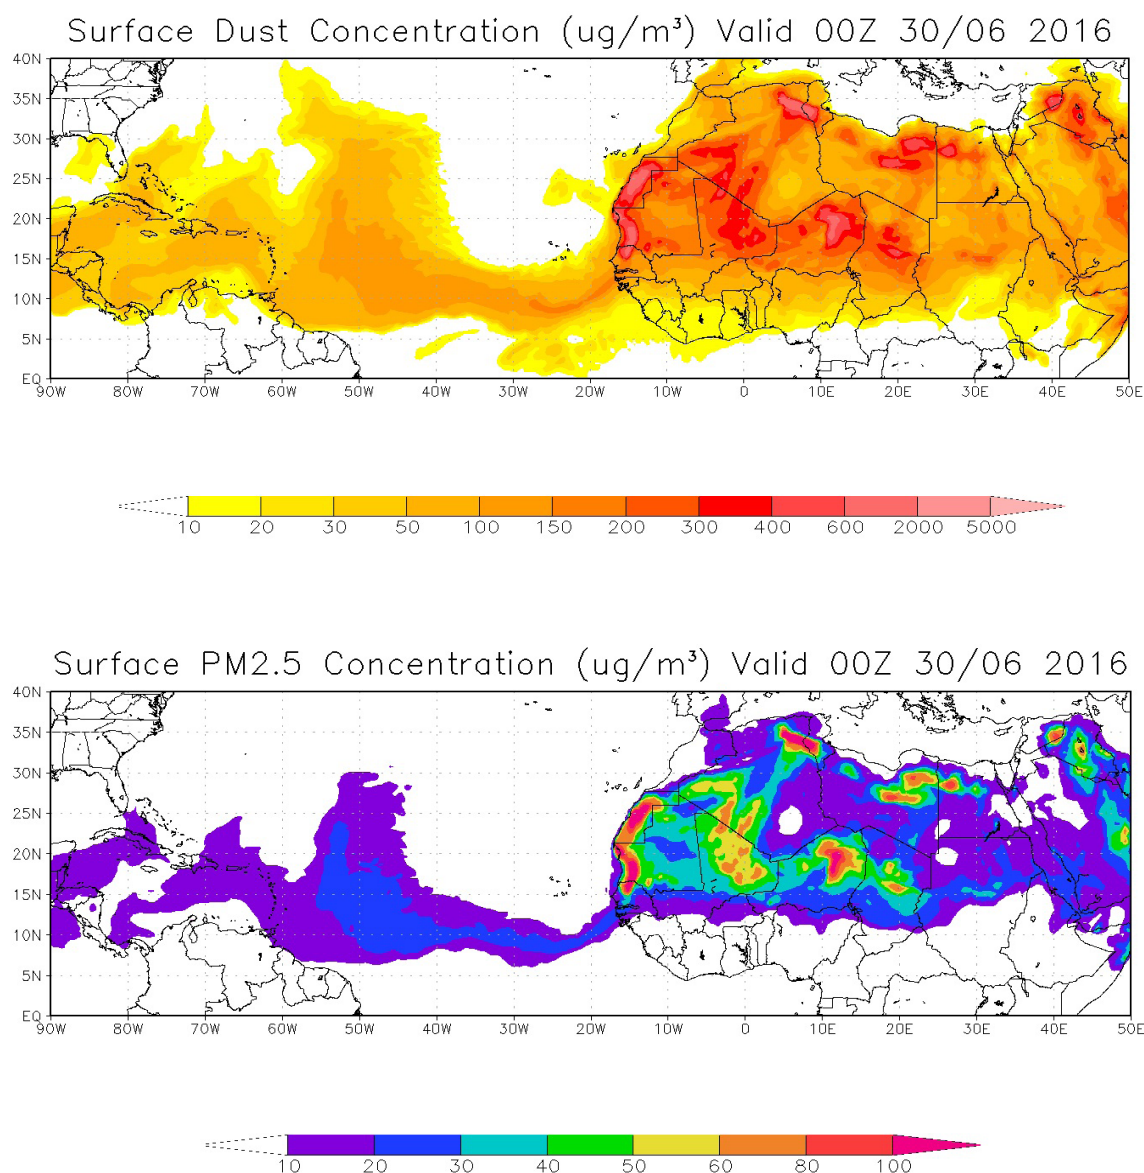 Surface Dust Concentration (ug/m³) Valid 00Z 30/06 2016
40N
35N
30N
25N
20N
15N
10N
5N
EQ
90W 80W 70W 60W 50W 40W 30W 20W 10W 0 10E 20E 30E 40E 50E
10 20 30 50 100 150 200 300 400 600 2000 5000
Surface PM2.5 Concentration (ug/m³) Valid 00Z 30/06 2016
40N
35N
30N
25N
20N
15N
10N
5N
EQ
90W 80W 70W 60W 50W 40W 30W 20W 10W 0 10E 20E 30E 40E 50E
10 20 30 40 50 60 80 100